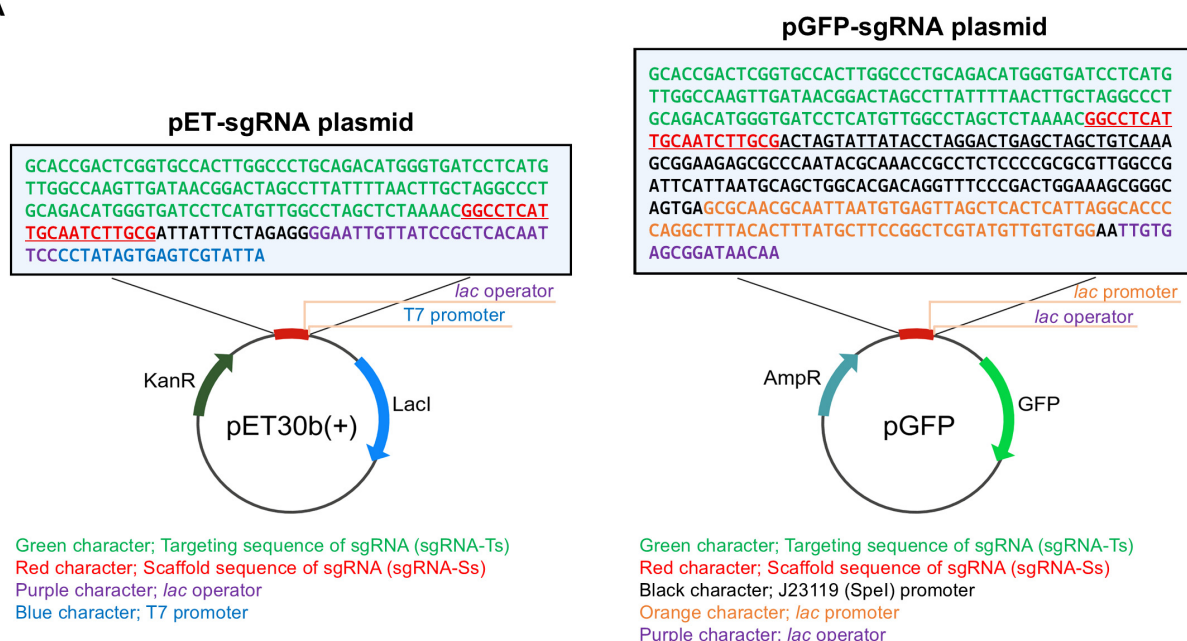 A
pET-sgRNA plasmid
GCACCGACTCGGTGCCACTTGGCCCTGCAGACATGGGTGATCCTCATG
TTGGCCAAGTTGATAACGGACTAGCCTTATTTTAACTTGCTAGGCCCT
GCAGACATGGGTGATCCTCATGTTGGCCTAGCTCTAAAACGGCCTCAT
TGCAATCTTGCGATTATTTCTAGAGGGGAATTGTTATCCGCTCACAAT
TCCCCTATAGTGAGTCGTATTA
lac operator
T7 promoter
KanR
LacI
pET30b(+)
Green character; Targeting sequence of sgRNA (sgRNA-Ts)
Red character; Scaffold sequence of sgRNA (sgRNA-Ss)
Purple character; lac operator
Blue character; T7 promoter
pGFP-sgRNA plasmid
GCACCGACTCGGTGCCACTTGGCCCTGCAGACATGGGTGATCCTCATG
TTGGCCAAGTTGATAACGGACTAGCCTTATTTTAACTTGCTAGGCCCT
GCAGACATGGGTGATCCTCATGTTGGCCTAGCTCTAAAACGGCCTCAT
TGCAATCTTGCGACTAGTATTATACCTAGGACTGAGCTAGCTGTCAAA
GCGGAAGAGCGCCCAATACGCAAACCGCCTCTCCCCGCGCGTTGGCCG
ATTCATTAATGCAGCTGGCACGACAGGTTTCCCGACTGGAAAGCGGGC
AGTGAGCGCAACGCAATTAATGTGAGTTAGCTCACTCATTAGGCACCC
CAGGCTTTACACTTTATGCTTCCGGCTCGTATGTTGTGTGGAATTGTG
AGCGGATAACAA
lac promoter
lac operator
AmpR
GFP
pGFP
Green character; Targeting sequence of sgRNA (sgRNA-Ts)
Red character; Scaffold sequence of sgRNA (sgRNA-Ss)
Black character; J23119 (SpeI) promoter
Orange character; lac promoter
Purple character; lac operator